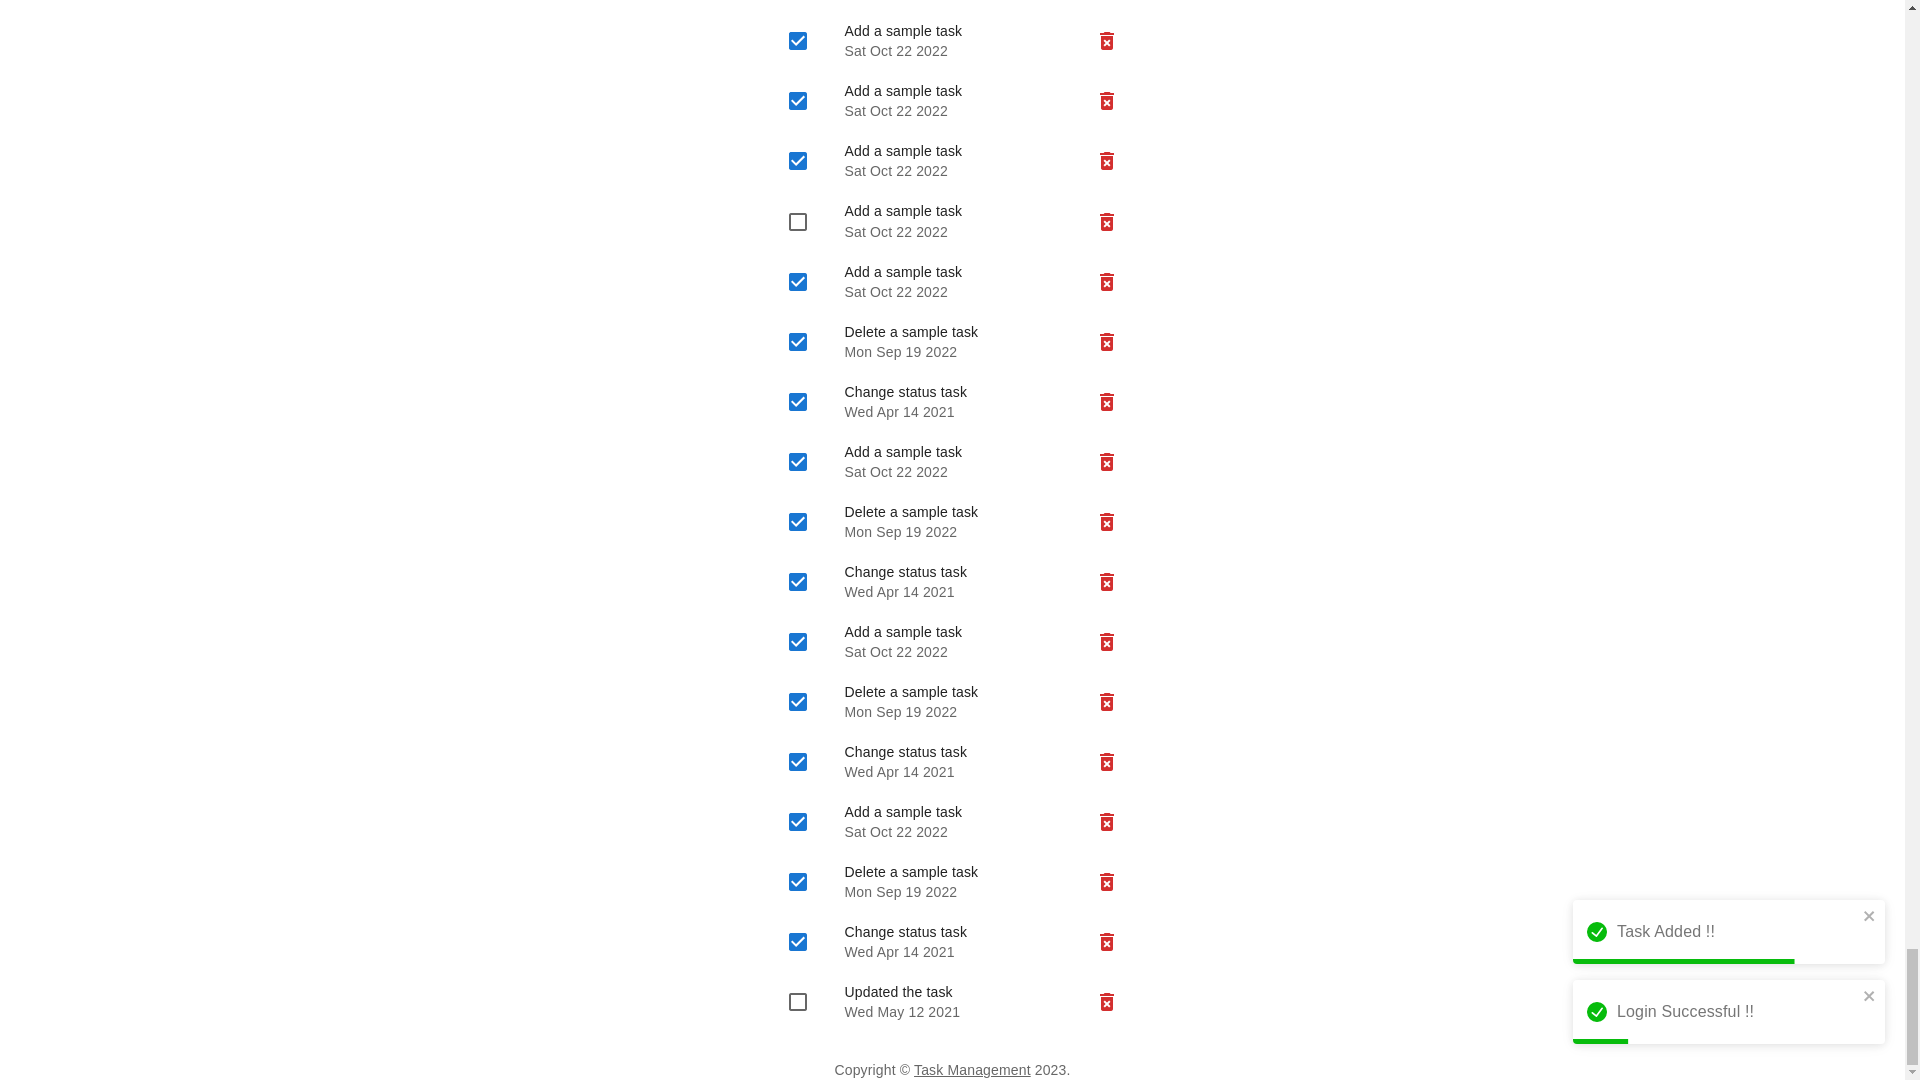 Add a sample task
Sat Oct 22 2022
Add a sample task
Sat Oct 22 2022
Add a sample task
Sat Oct 22 2022
Add a sample task
Sat Oct 22 2022
Add a sample task
Sat Oct 22 2022
Delete a sample task
Mon Sep 19 2022
Change status task
Wed Apr 14 2021
Add a sample task
Sat Oct 22 2022
Delete a sample task
Mon Sep 19 2022
Change status task
Wed Apr 14 2021
Add a sample task
Sat Oct 22 2022
Delete a sample task
Mon Sep 19 2022
Change status task
Wed Apr 14 2021
Add a sample task
Sat Oct 22 2022
Delete a sample task
Mon Sep 19 2022
Change status task
Wed Apr 14 2021
Updated the task
Wed May 12 2021
Copyright © Task Management 2023.
Task Added !!
Login Successful !!